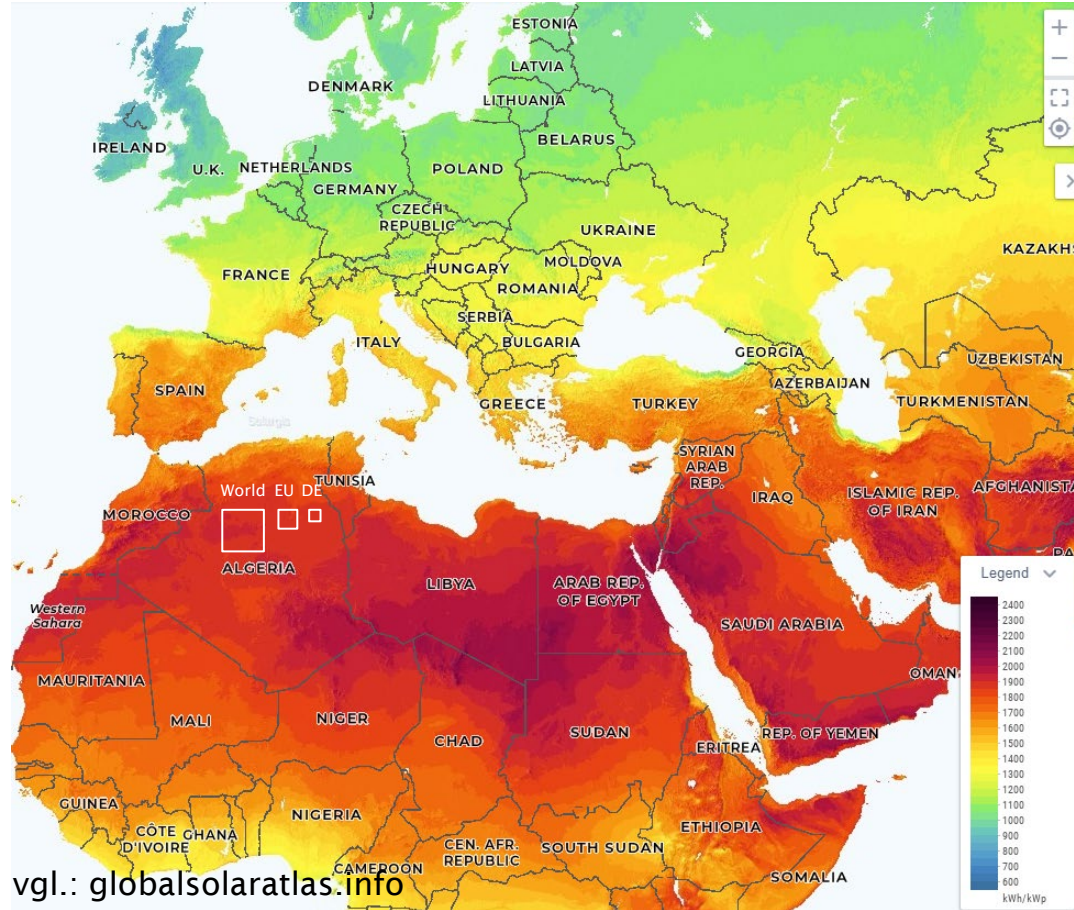 ESTONIA
LATVIA
DENMARK
LITHUANIA
BELARUS
IRELAND
U.K.
NETHERLANDS
POLAND
GERMANY
CZECH
REPUBLIC
UKRAINE
KAZAKHS
FRANCE
HUNGARY
MOLDOVA
ROMANIA
SERBIA
ITALY
BULGARIA
GEORGIA
UZBEKISTAN
SPAIN
AZERBAIJAN
GREECE
TURKEY
TURKMENISTAN
Solargis
SYRIAN
ARAB
REP.
TUNISIA
World EU DE
IRAQ
ISLAMIC REP.
OF IRAN
AFGHANISTA
MOROCCO
PA
ALGERIA
LIBYA
ARAB REP.
OF EGYPT
Western
Sahara
SAUDI ARABIA
OMAN
MAURITANIA
MALI
NIGER
CHAD
SUDAN
ERITREA
REP. OF YEMEN
GUINEA
CÔTE
D'IVOIRE
GHANA
NIGERIA
CEN. AFR.
REPUBLIC
SOUTH SUDAN
ETHIOPIA
CAMEROON
SOMALIA
Legend
2400
2300
2200
2100
2000
1900
1800
1700
1600
1500
1400
1300
1200
1100
1000
900
800
700
600
kWh/kWp
vgl.: globalsolaratlas.info